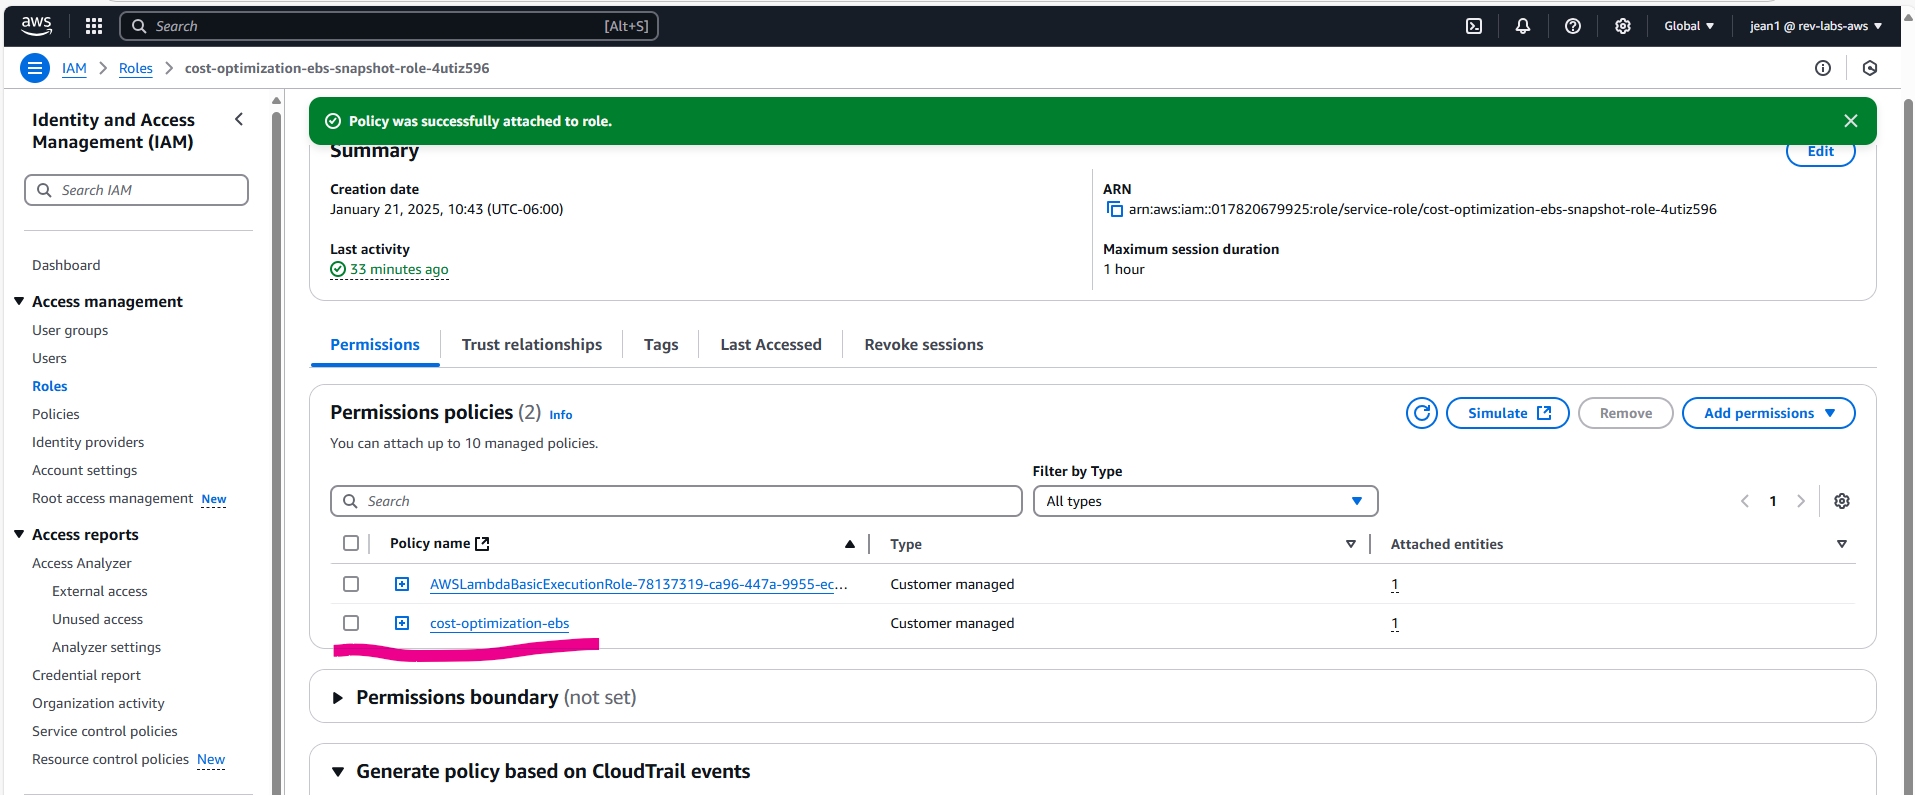 aws
Search [Alt+S] Global jean1 @ rev-labs-aws
IAM Roles cost-optimization-ebs-snapshot-role-4utiz596
Identity and Access
Management (IAM)
Search IAM
Dashboard
Access management
User groups
Users
Roles
Policies
Identity providers
Account settings
Root access management New
Access reports
Access Analyzer
External access
Unused access
Analyzer settings
Credential report
Organization activity
Service control policies
Resource control policies New
Policy was successfully attached to role.
Summary
Edit
Creation date
January 21, 2025, 10:43 (UTC-06:00)
ARN
arn:aws:iam::017820679925:role/service-role/cost-optimization-ebs-snapshot-role-4utiz596
Last activity
33 minutes ago
Maximum session duration
1 hour
Permissions Trust relationships Tags Last Accessed Revoke sessions
Permissions policies (2) Info
Simulate Remove Add permissions
You can attach up to 10 managed policies.
Filter by Type
Search All types 1
Policy name Type Attached entities
AWSLambdaBasicExecutionRole-78137319-ca96-447a-9955-ec... Customer managed 1
cost-optimization-ebs Customer managed 1
Permissions boundary (not set)
Generate policy based on CloudTrail events